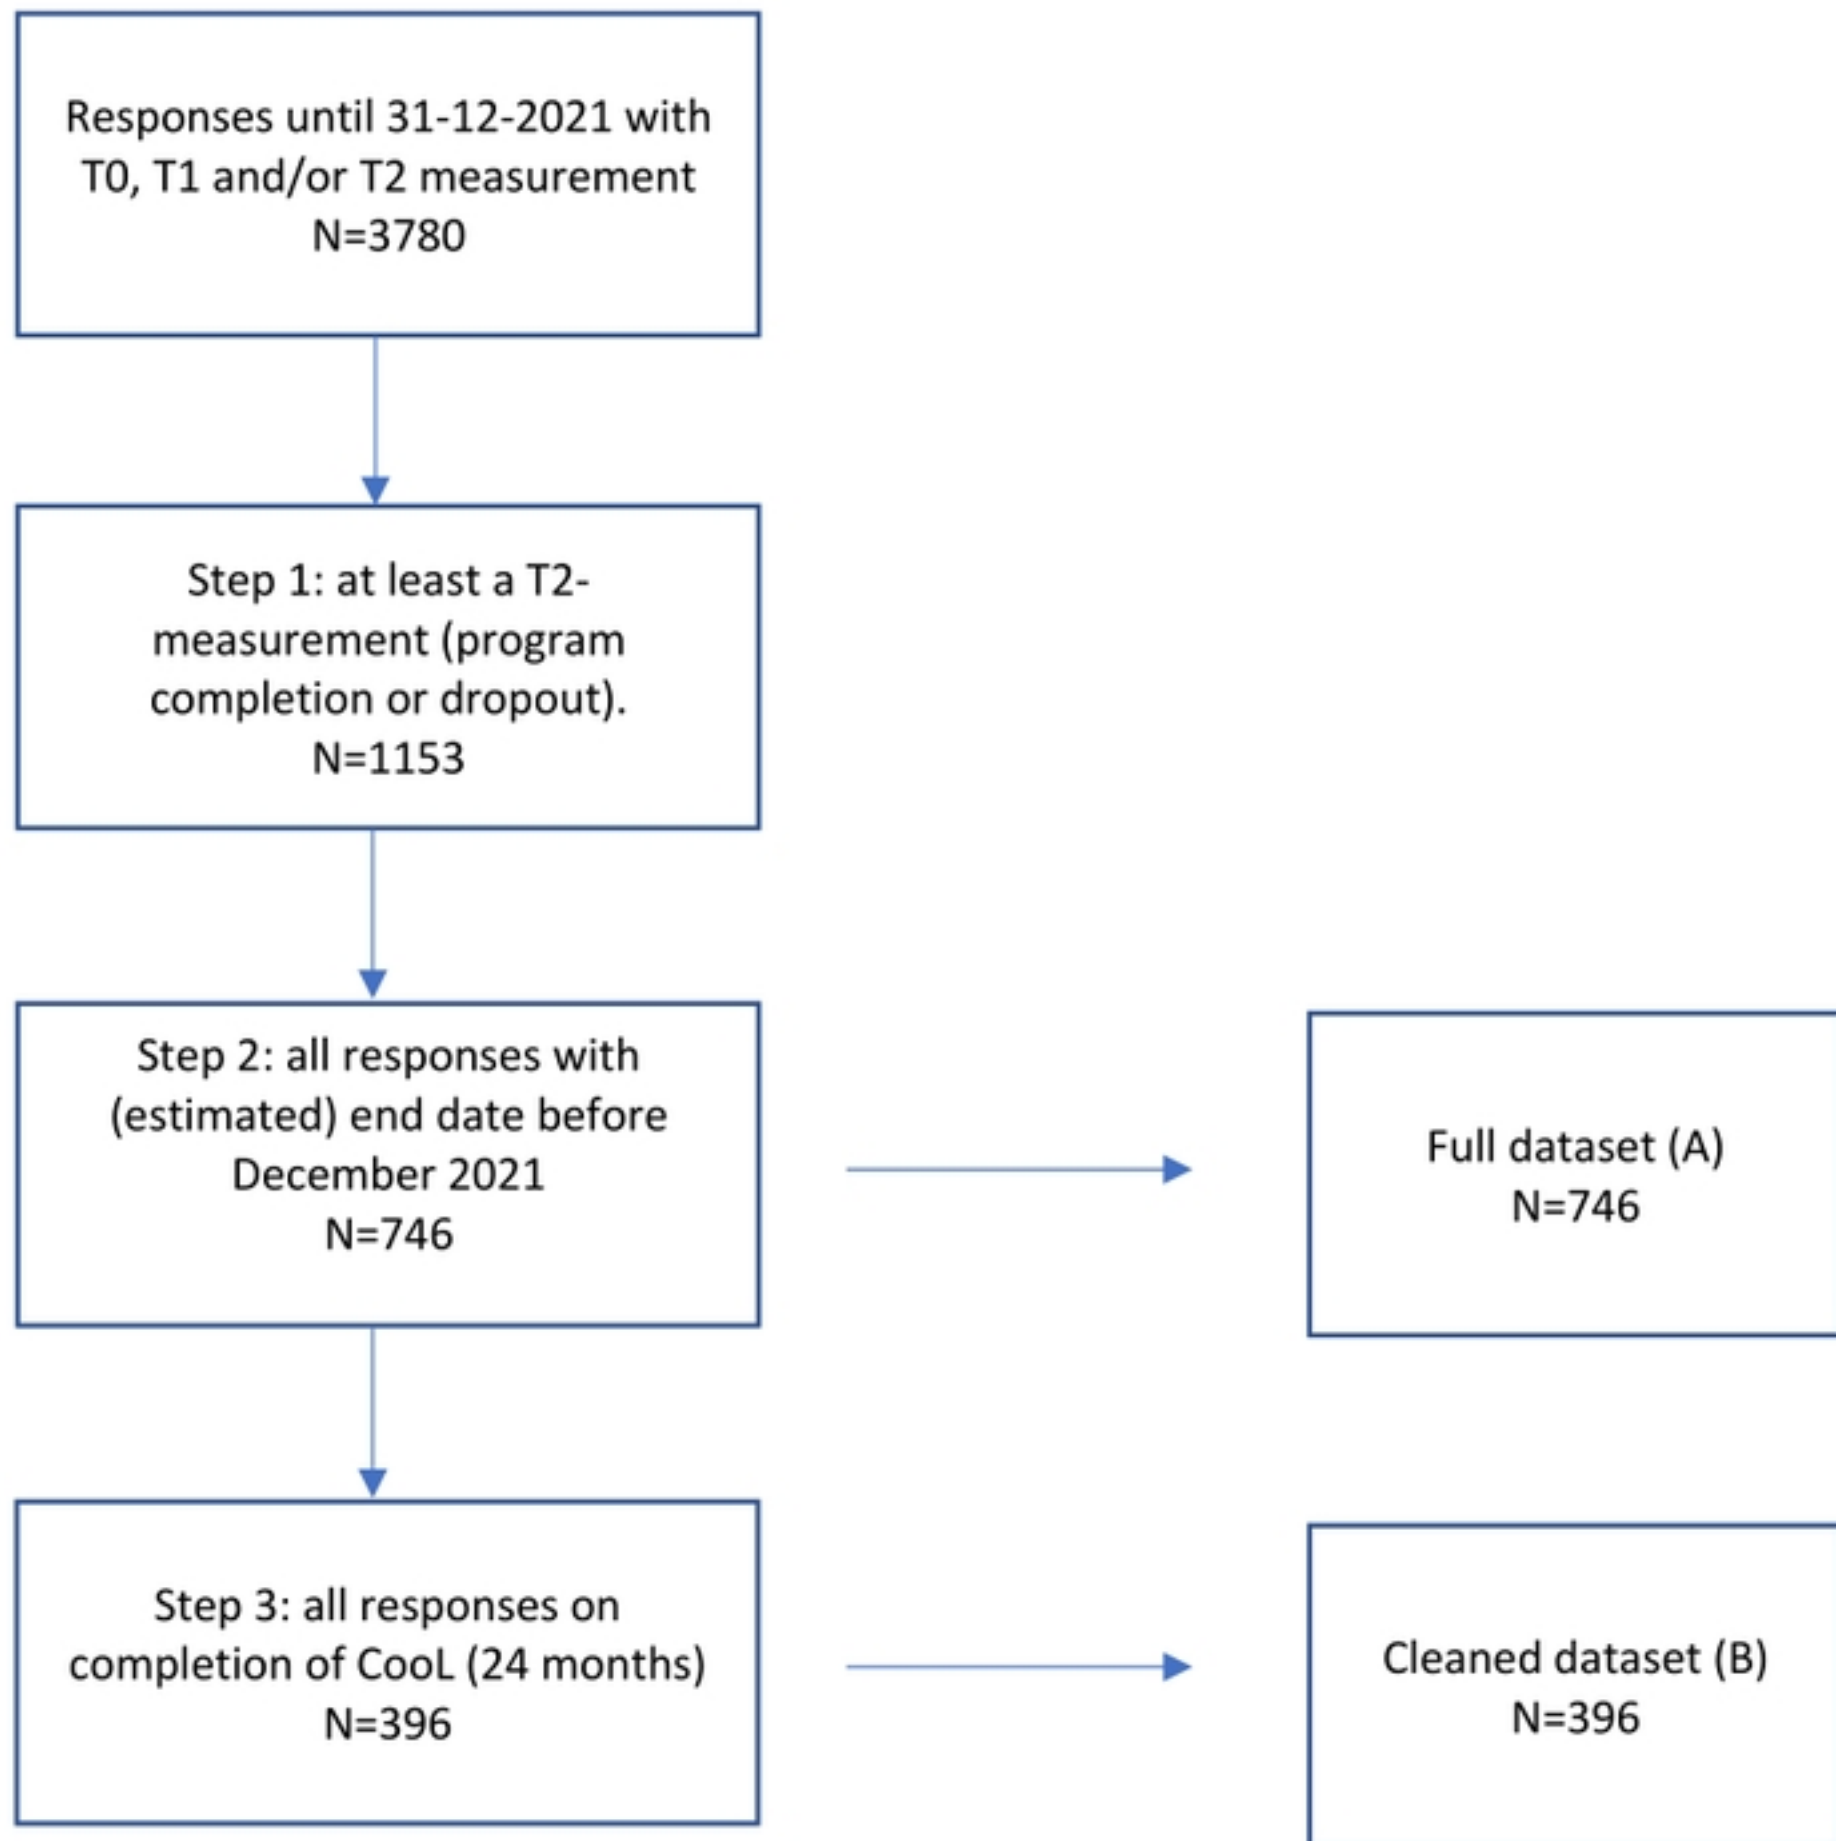 Responses until 31-12-2021 with
T0, T1 and/or T2 measurement
N=3780
Step 1: at least a T2-
measurement (program
completion or dropout).
N=1153
Step 2: all responses with
(estimated) end date before
December 2021
N=746
Full dataset (A)
N=746
Step 3: all responses on
completion of CooL (24 months)
N=396
Cleaned dataset (B)
N=396